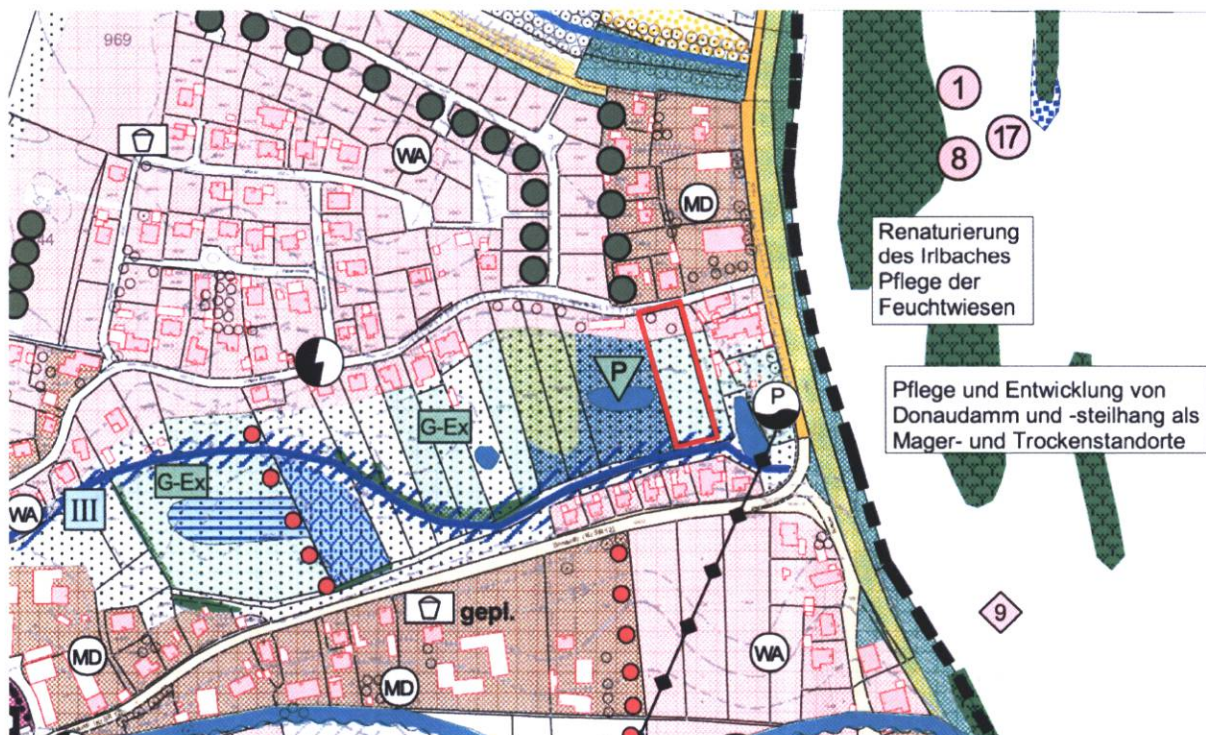 969
1
17
8
WA
MD
44
Renaturierung
des Irlbaches
Pflege der
Feuchtwiesen
P
P
Pflege und Entwicklung von
Donaudamm und -steilhang als
Mager- und Trockenstandorte
G-Ex
G-Ex
III
WA
gepl.
9
WA
MD
MD